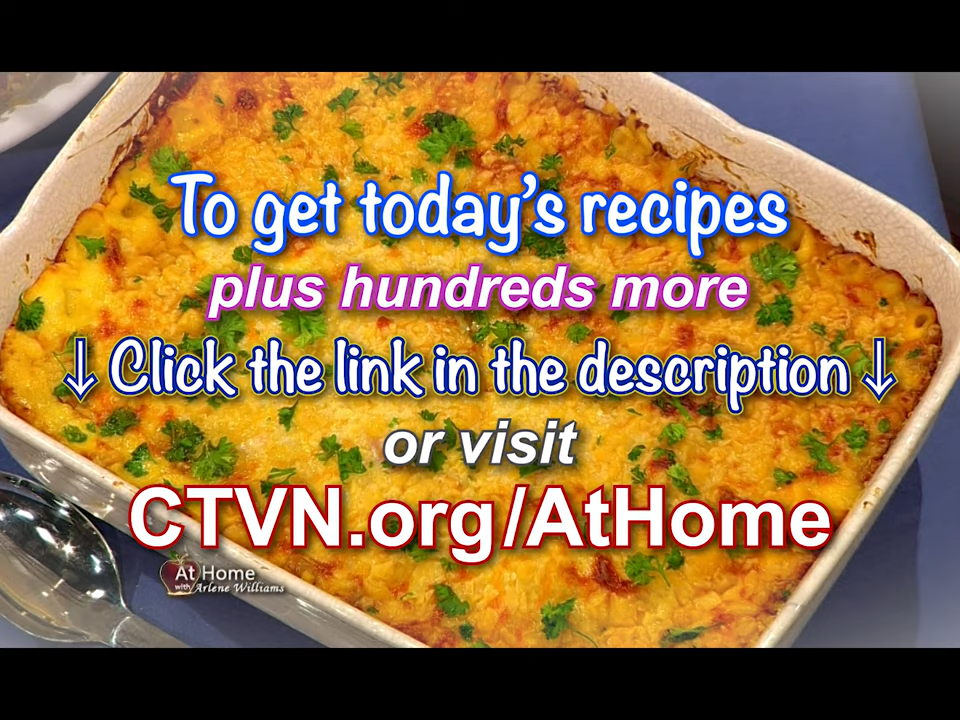 To get today's recipes
plus hundreds more
↓ Click the link in the description ↓
or visit
CTVN.org/AtHome
At Home
with Arlene Williams